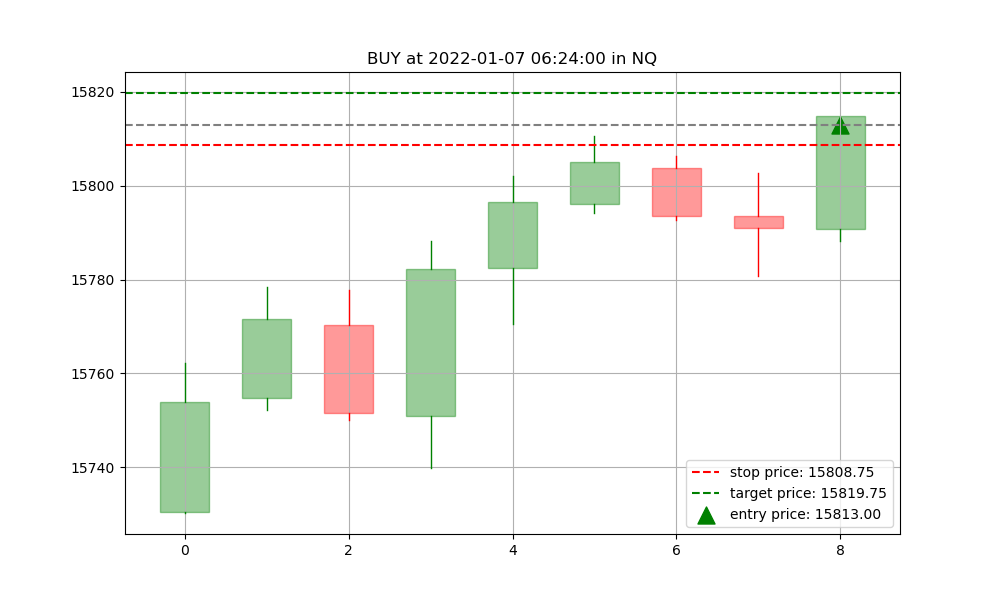 BUY at 2022-01-07 06:24:00 in NQ
15820
15800
15780
15760
15740
stop price: 15808.75
target price: 15819.75
entry price: 15813.00
0 2 4 6 8